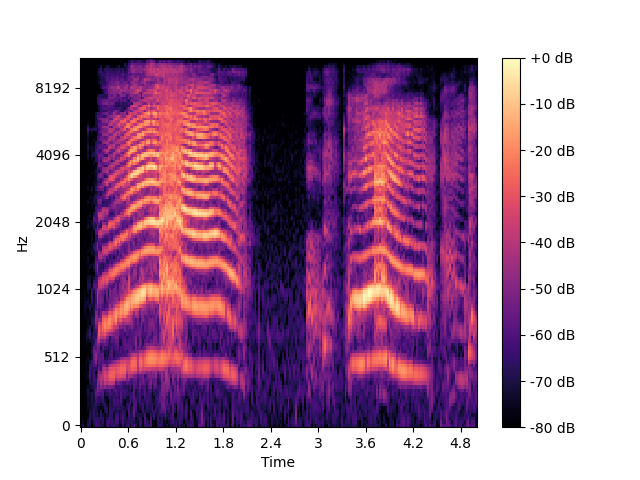 +0 dB
8192
-10 dB
4096
-20 dB
-30 dB
2048
Hz
-40 dB
1024
-50 dB
512
-60 dB
-70 dB
0
-80 dB
0 0.6 1.2 1.8 2.4 3 3.6 4.2 4.8
Time